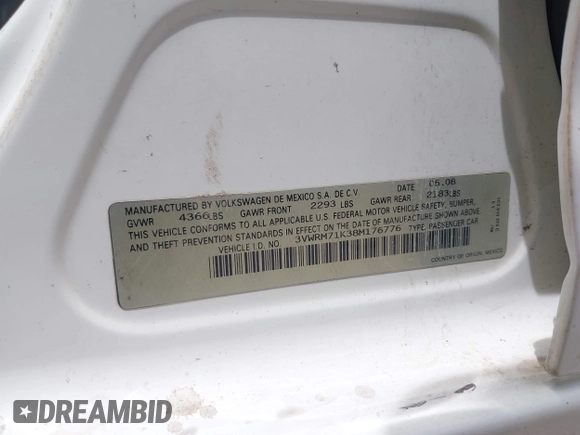 MANUFACTURED BY VOLKSWAGEN DE MEXICO S.A. DE C.V. DATE 05.08
GVWR 4366LBS GAWR FRONT 2293 LBS GAWR REAR 2183LBS
THIS VEHICLE CONFORMS TO ALL APPLICABLE U.S. FEDERAL MOTOR VEHICLE SAFETY, BUMPER,
AND THEFT PREVENTION STANDARDS IN EFFECT ON THE DATE OF MANUFACTURE SHOWN ABOVE.
VEHICLE I.D. NO. 3VWRM71K38M176776 TYPE: PASSENGER CAR
COUNTRY OF ORIGIN, MEXICO
DREAMBID